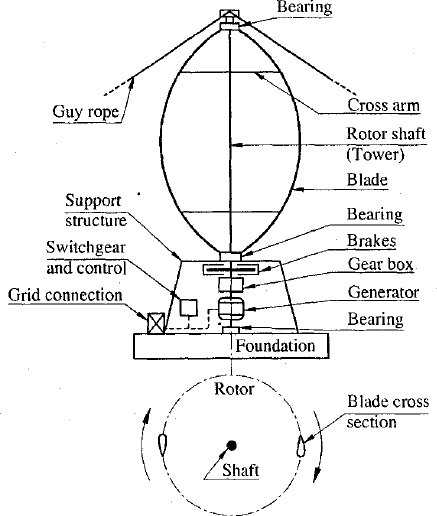 Bearing
Guy rope
Cross arm
Rotor shaft
(Tower)
Blade
Support
structure
Bearing
Switchgear
and control
Brakes
Gear box
Grid connection
Generator
Bearing
Foundation
Rotor
Blade cross
section
Shaft